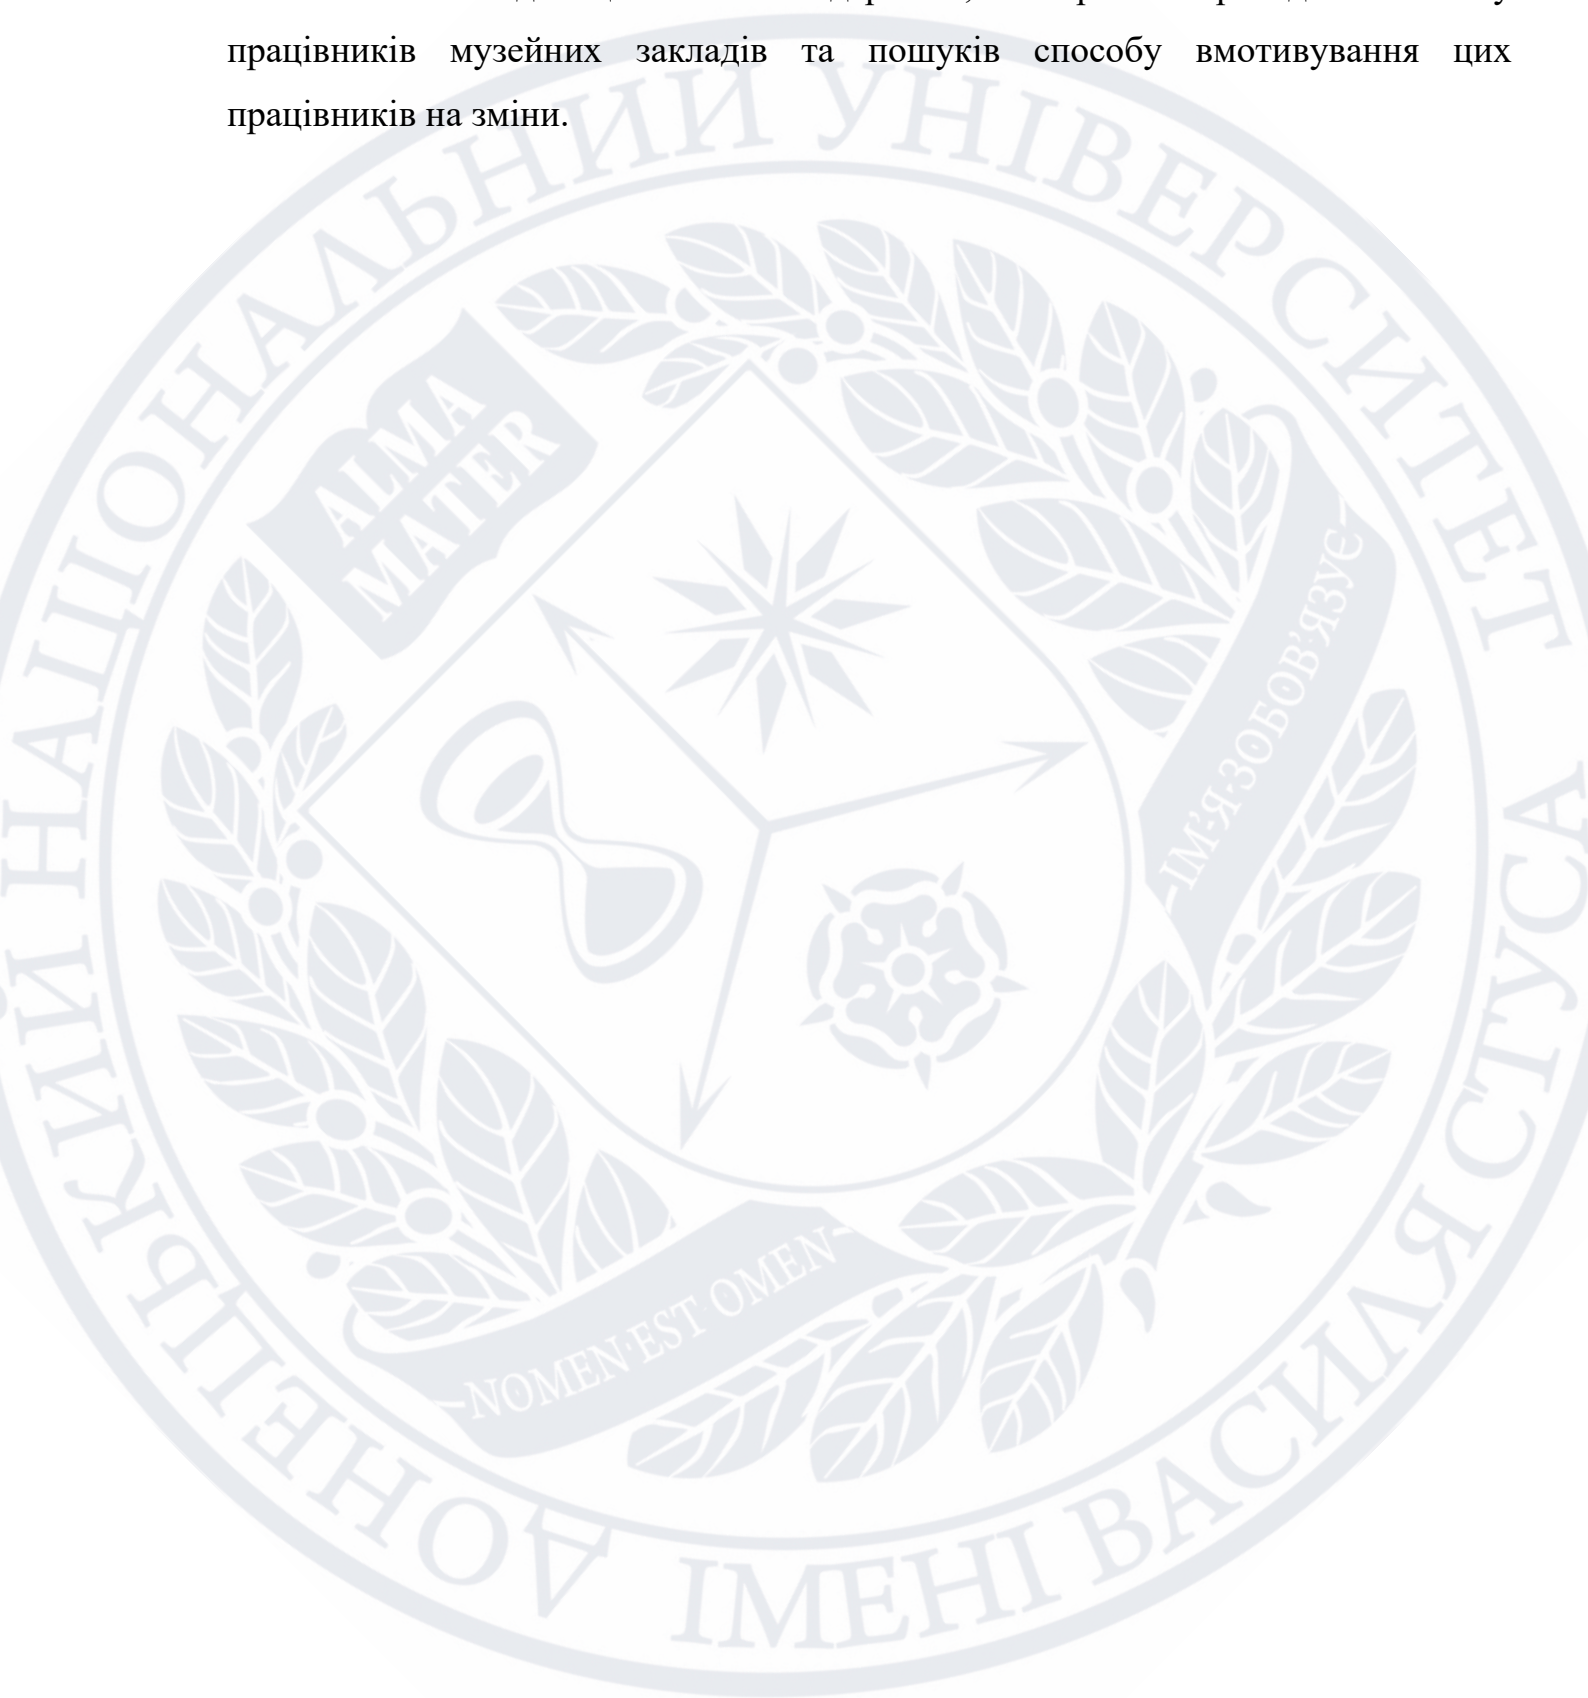 працівників музейних закладів та пошуків способу вмотивування цих
працівників на зміни.
ДОНЕЦЬКИЙ НАЦІОНАЛЬНИЙ УНІВЕРСИТЕТ ІМЕНІ ВАСИЛЯ СТУСА
ALMA
MATER
ІМ'Я ЗОБОВ'ЯЗУЄ
NOMEN·EST·OMEN